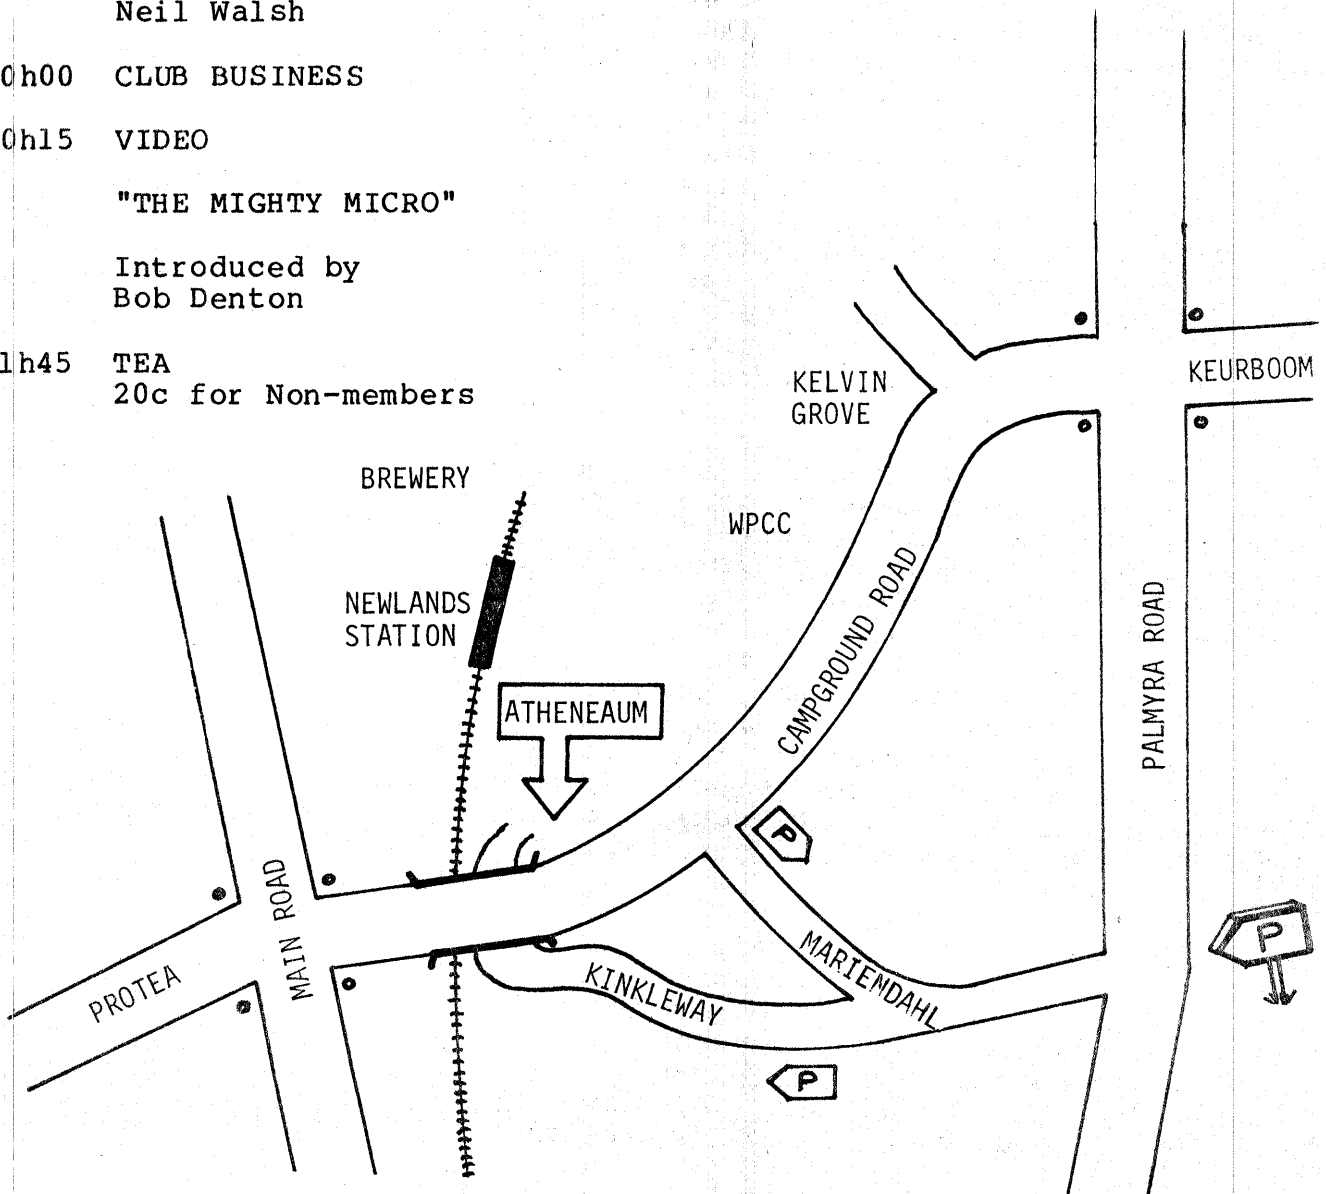 Neil Walsh
0h00 CLUB BUSINESS
0h15 VIDEO
"THE MIGHTY MICRO"
Introduced by
Bob Denton
1h45 TEA
20c for Non-members
KELVIN
GROVE
KEURBOOM
BREWERY
WPCC
NEWLANDS
STATION
CAMPGROUND ROAD
PALMYRA ROAD
ATHENEAUM
P
MAIN ROAD
PROTEA
KINKLEWAY
MARIENDAHL
P
P